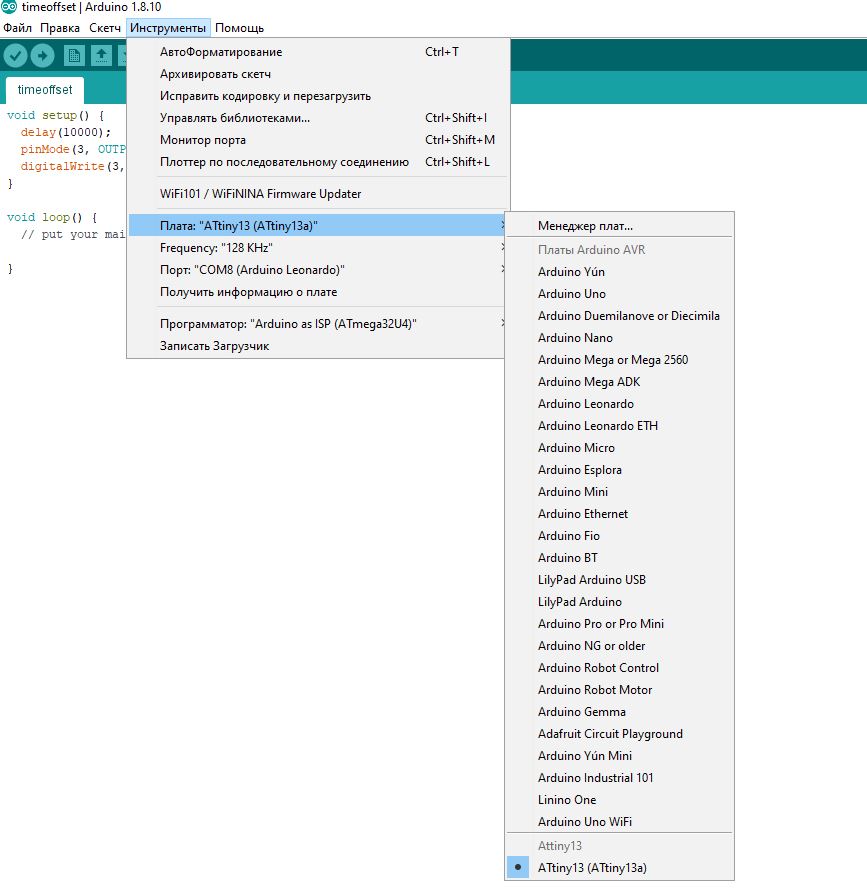 timeoffset | Arduino 1.8.10
Файл Правка Скетч Инструменты Помощь
timeoffset
void setup() {
delay(10000);
pinMode(3, OUTP
digitalWrite(3,
}
void loop() {
// put your mai
}
АвтоФорматирование Ctrl+T
Архивировать скетч
Исправить кодировку и перезагрузить
Управлять библиотеками... Ctrl+Shift+I
Монитор порта Ctrl+Shift+M
Плоттер по последовательному соединению Ctrl+Shift+L
WiFi101 / WiFiNINA Firmware Updater
Плата: "ATtiny13 (ATtiny13a)"
Frequency: "128 KHz"
Порт: "COM8 (Arduino Leonardo)"
Получить информацию о плате
Программатор: "Arduino as ISP (ATmega32U4)"
Записать Загрузчик
Менеджер плат...
Платы Arduino AVR
Arduino Yún
Arduino Uno
Arduino Duemilanove or Diecimila
Arduino Nano
Arduino Mega or Mega 2560
Arduino Mega ADK
Arduino Leonardo
Arduino Leonardo ETH
Arduino Micro
Arduino Esplora
Arduino Mini
Arduino Ethernet
Arduino Fio
Arduino BT
LilyPad Arduino USB
LilyPad Arduino
Arduino Pro or Pro Mini
Arduino NG or older
Arduino Robot Control
Arduino Robot Motor
Arduino Gemma
Adafruit Circuit Playground
Arduino Yún Mini
Arduino Industrial 101
Linino One
Arduino Uno WiFi
Attiny13
ATtiny13 (ATtiny13a)